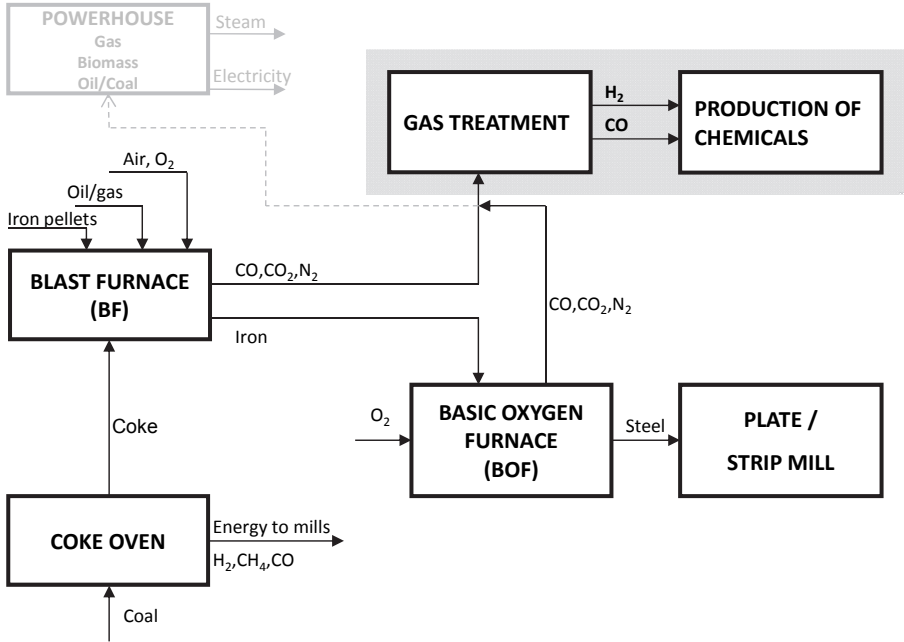 POWERHOUSE
Gas
Biomass
Oil/Coal
Steam
Electricity
GAS TREATMENT
H₂
CO
PRODUCTION OF
CHEMICALS
Air, O₂
Oil/gas
Iron pellets
BLAST FURNACE
(BF)
CO,CO₂,N₂
Iron
CO,CO₂,N₂
Coke
O₂
BASIC OXYGEN
FURNACE
(BOF)
Steel
PLATE /
STRIP MILL
COKE OVEN
Energy to mills
H₂,CH₄,CO
Coal